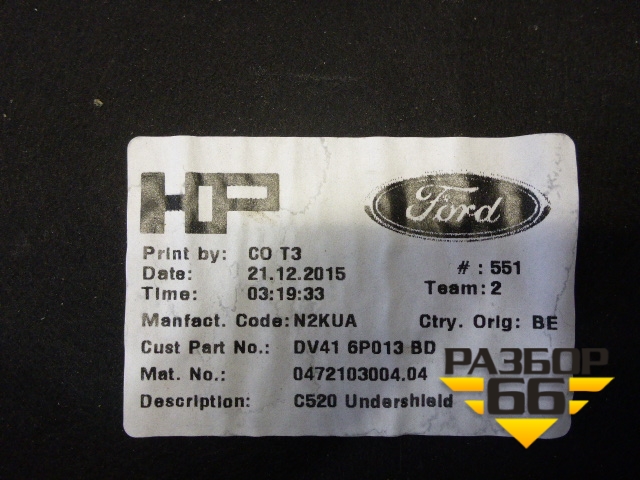 HP
Ford
Print by: CO T3
Date: 21.12.2015
# : 551
Time: 03:19:33
Team: 2
Manfact. Code: N2KUA
Ctry. Orig: BE
Cust Part No.: DV41 6P013 BD
Mat. No.: 0472103004.04
Description: C520 Undershield
РАЗБОР
66